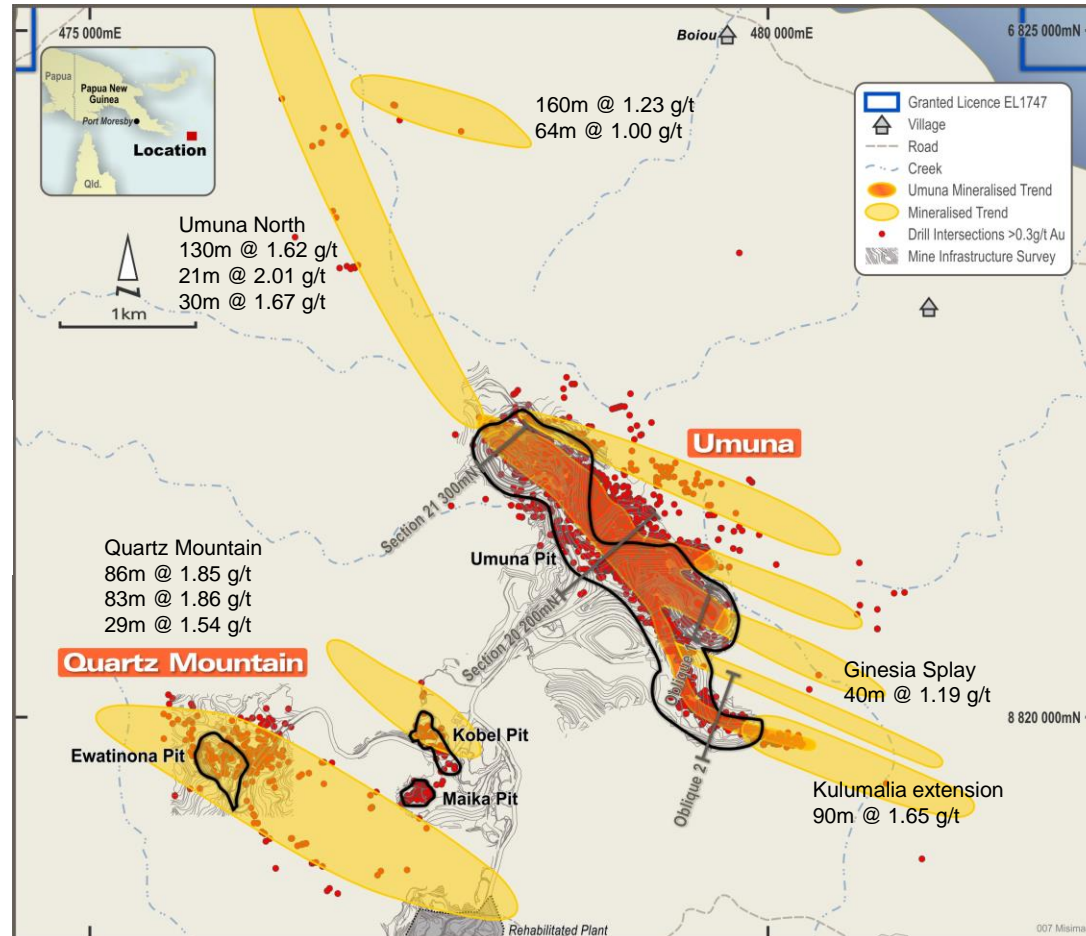 475 000mE
Boiou
480 000mE
6 825 000mN
Papua
Papua New
Guinea
Port Moresby
Location
Qld.
160m @ 1.23 g/t
64m @ 1.00 g/t
Granted Licence EL1747
Village
Road
Creek
Umuna Mineralised Trend
Mineralised Trend
Drill Intersections >0.3g/t Au
Mine Infrastructure Survey
Umuna North
130m @ 1.62 g/t
21m @ 2.01 g/t
30m @ 1.67 g/t
N
1km
Umuna
Section 21 300mN
Umuna Pit
Quartz Mountain
86m @ 1.85 g/t
83m @ 1.86 g/t
29m @ 1.54 g/t
Section 20 200mN
Oblique 1
Quartz Mountain
Ginesia Splay
40m @ 1.19 g/t
8 820 000mN
Kobel Pit
Ewatinona Pit
Maika Pit
Oblique 2
Kulumalia extension
90m @ 1.65 g/t
Rehabilitated Plant
007 Misima